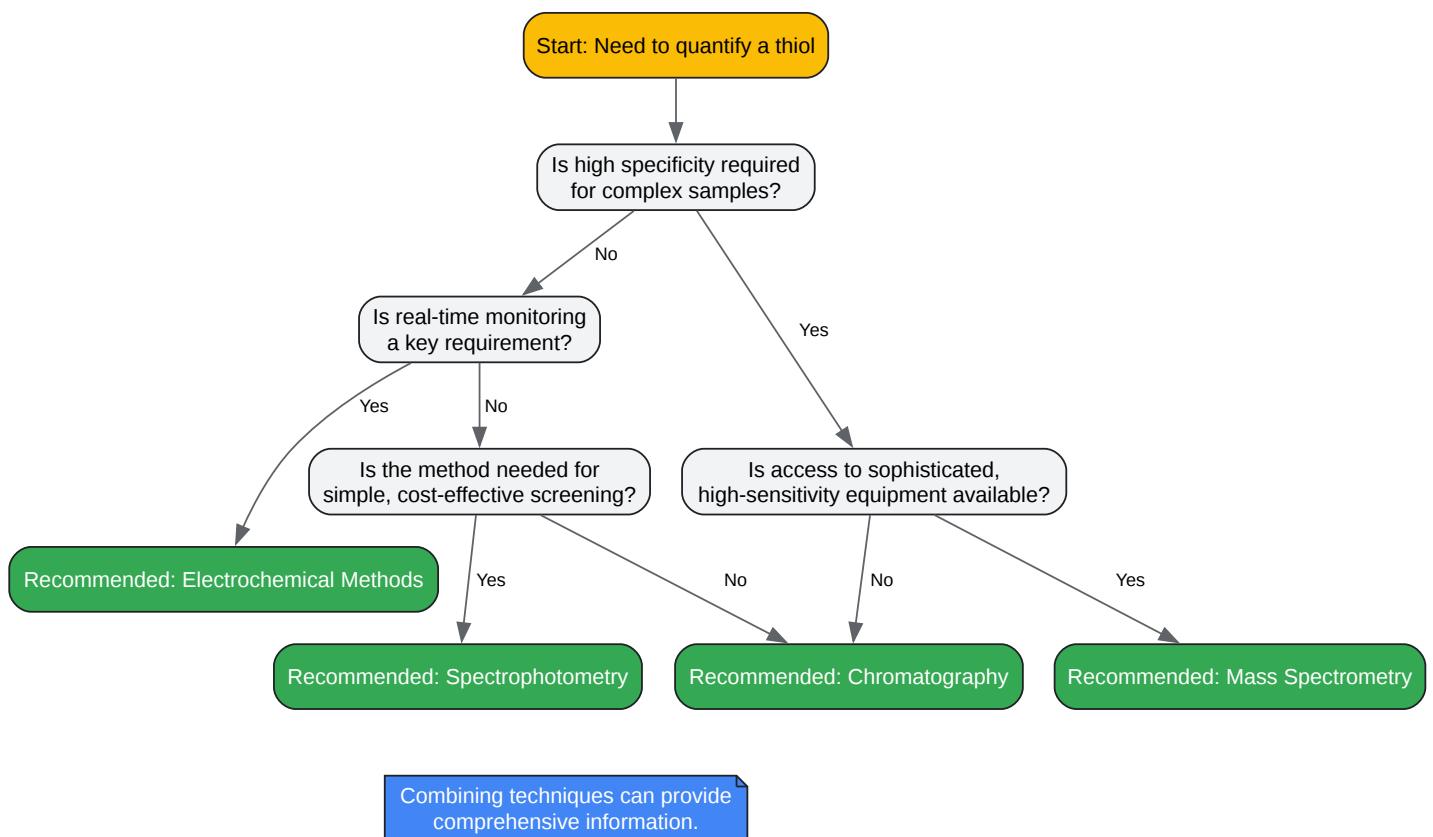 Start: Need to quantify a thiol
Is high specificity required
for complex samples?
No
Yes
Is real-time monitoring
a key requirement?
Yes
No
Is the method needed for
simple, cost-effective screening?
Is access to sophisticated,
high-sensitivity equipment available?
Yes
No
No
Yes
Recommended: Electrochemical Methods
Recommended: Spectrophotometry
Recommended: Chromatography
Recommended: Mass Spectrometry
Combining techniques can provide
comprehensive information.